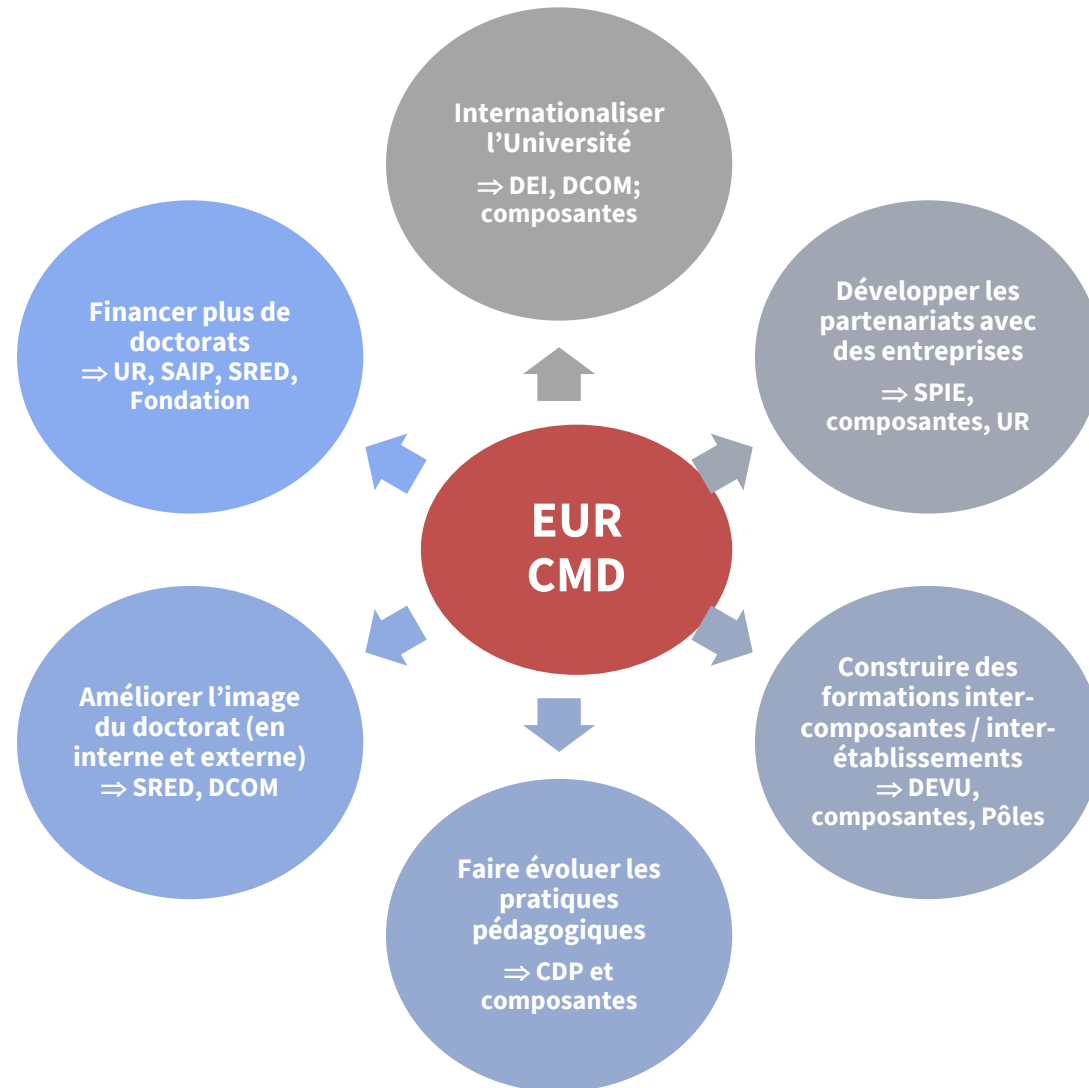 Internationaliser
l’Université
⇒ DEI, DCOM;
composantes
Développer les
partenariats avec
des entreprises
⇒ SPIE,
composantes, UR
Construire des
formations inter-
composantes / inter-
établissements
⇒ DEVU,
composantes, Pôles
Faire évoluer les
pratiques
pédagogiques
⇒ CDP et
composantes
Améliorer l’image
du doctorat (en
interne et externe)
⇒ SRED, DCOM
Financer plus de
doctorats
⇒ UR, SAIP, SRED,
Fondation
EUR
CMD